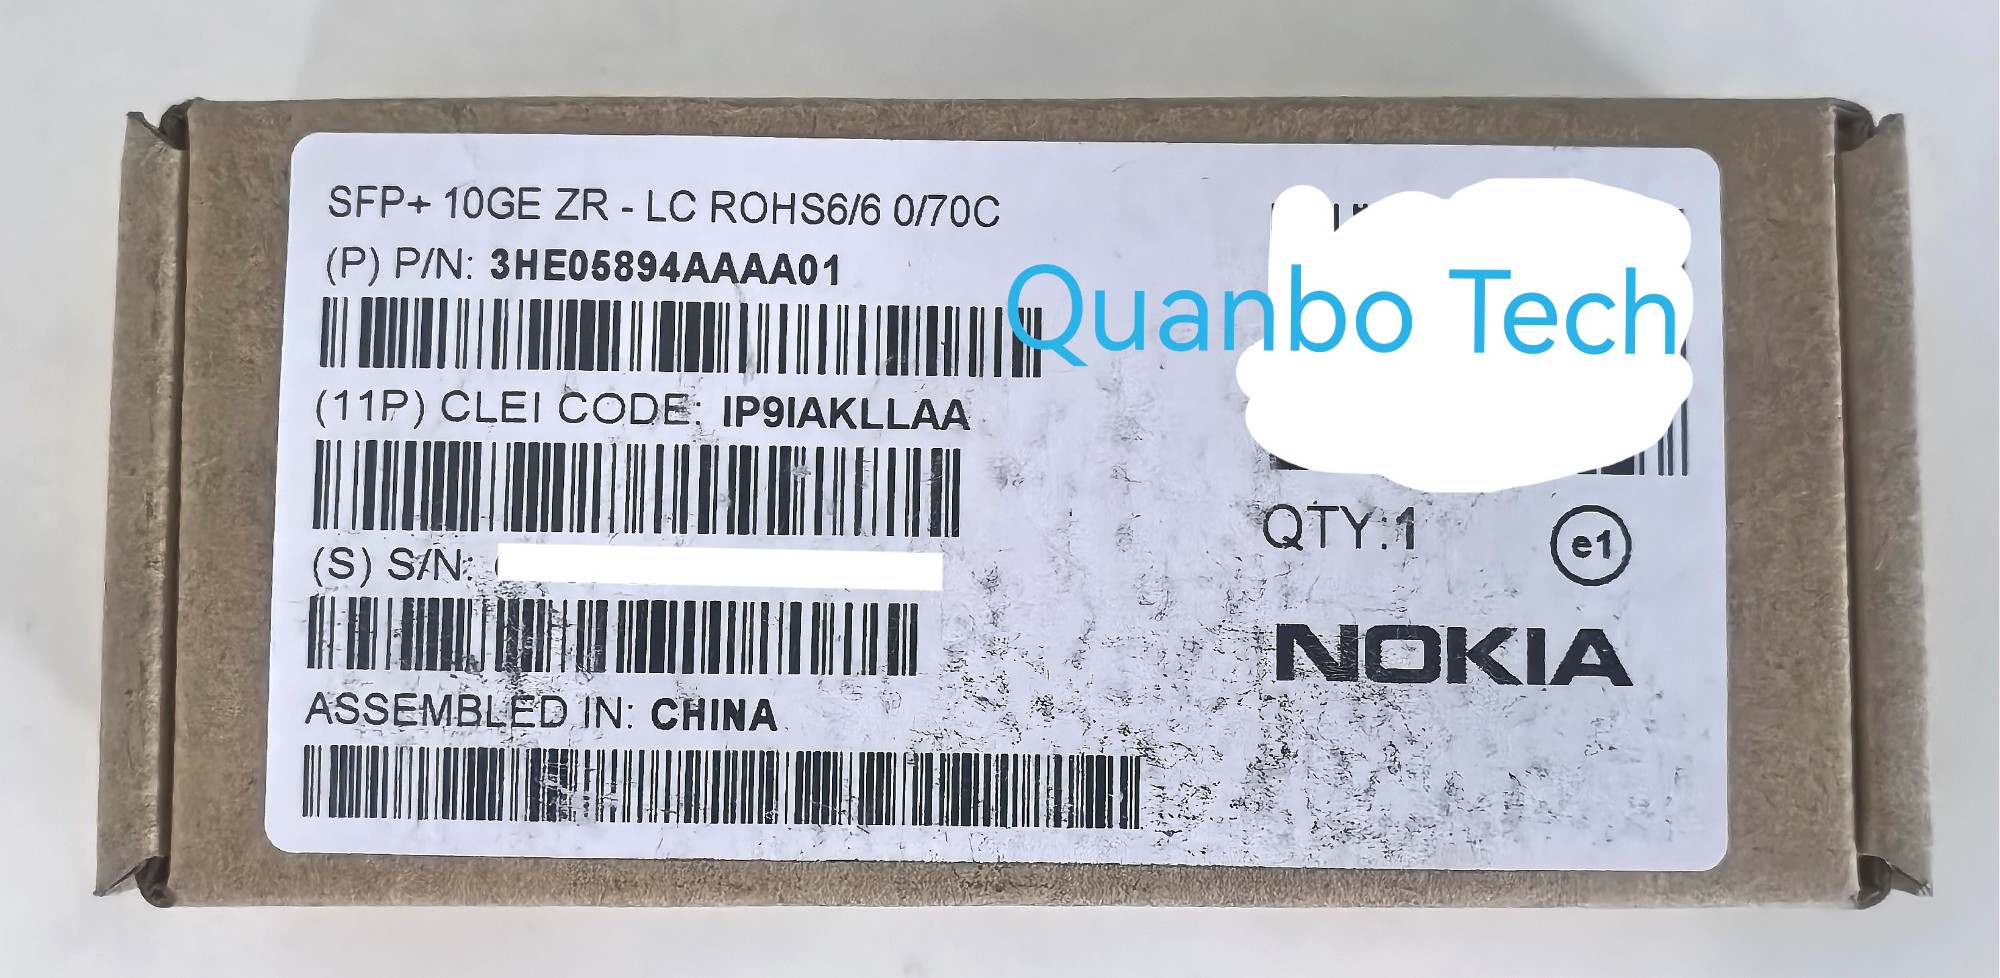 SFP+ 10GE ZR - LC ROHS6/6 0/70C
(P) P/N: 3HE05894AAAA01
Quanbo Tech
(11P) CLEI CODE: IP9IAKLLAA
QTY:1
e1
(S) S/N:
NOKIA
ASSEMBLED IN: CHINA